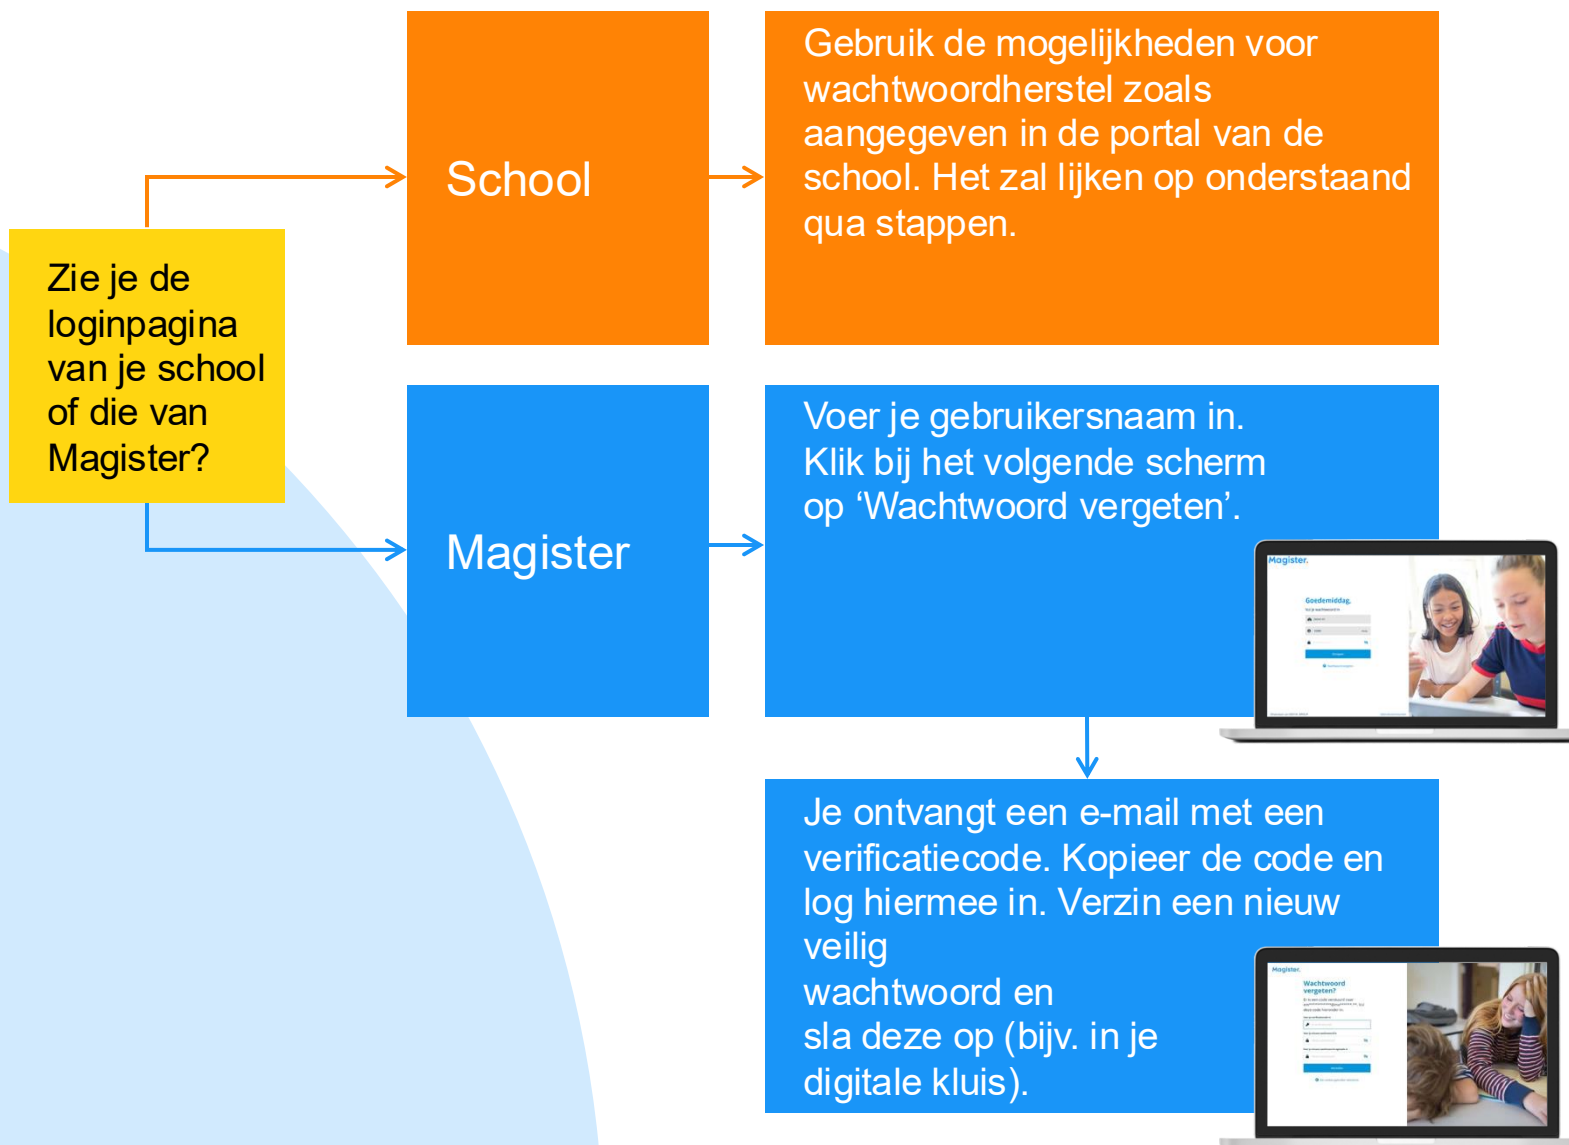 Zie je de
loginpagina
van je school
of die van
Magister?
School
Gebruik de mogelijkheden voor
wachtwoordherstel zoals
aangegeven in de portal van de
school. Het zal lijken op onderstaand
qua stappen.
Magister
Voer je gebruikersnaam in.
Klik bij het volgende scherm
op ‘Wachtwoord vergeten’.
Magister.
Goedemiddag,
Je ontvangt een e-mail met een
verificatiecode. Kopieer de code en
log hiermee in. Verzin een nieuw
veilig
wachtwoord en
sla deze op (bijv. in je
digitale kluis).
Magister.
Wachtwoord
vergeten?